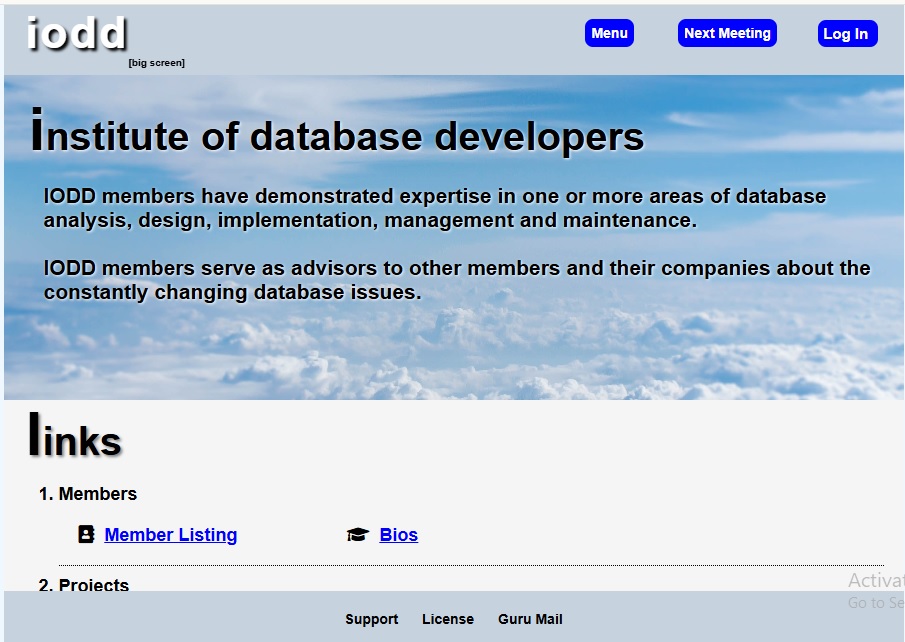 iodd
[big screen]
Menu
Next Meeting
Log In
institute of database developers
IODD members have demonstrated expertise in one or more areas of database
analysis, design, implementation, management and maintenance.
IODD members serve as advisors to other members and their companies about the
constantly changing database issues.
links
1. Members
Member Listing
Bios
2. Projects
Activat
Go to Se
Support
License
Guru Mail